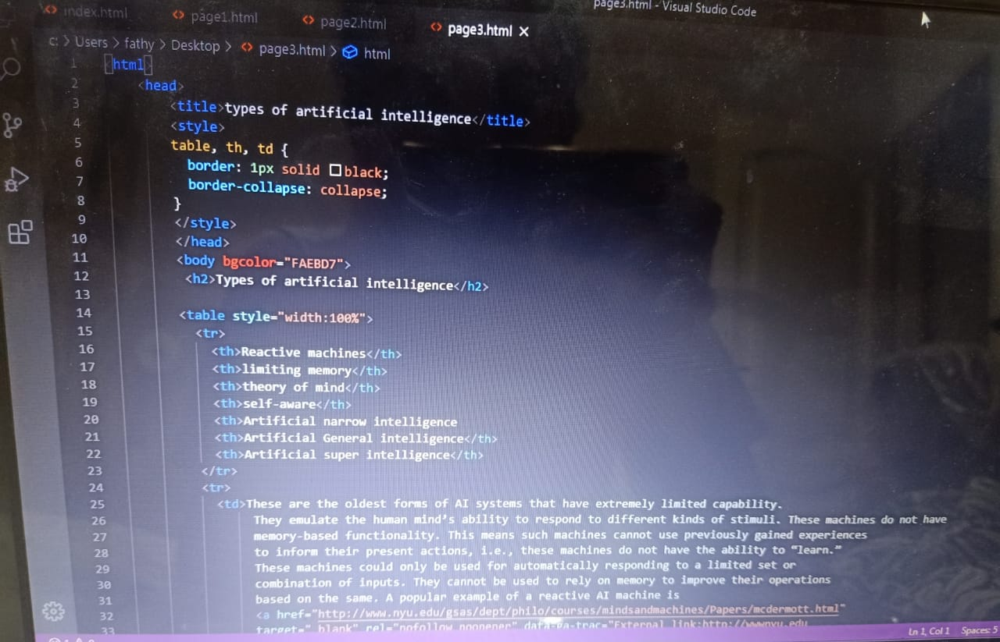 index.html page1.html page2.html page3.html
page3.html - Visual Studio Code
c: > Users > fathy > Desktop > page3.html > html
1 <html>
2 <head>
3 <title>types of artificial intelligence</title>
4 <style>
5 table, th, td {
6 border: 1px solid black;
7 border-collapse: collapse;
8 }
9 </style>
10 </head>
11 <body bgcolor="FAEBD7">
12 <h2>Types of artificial intelligence</h2>
13
14 <table style="width:100%">
15 <tr>
16 <th>Reactive machines</th>
17 <th>limiting memory</th>
18 <th>theory of mind</th>
19 <th>self-aware</th>
20 <th>Artificial narrow intelligence
21 <th>Artificial General intelligence</th>
22 <th>Artificial super intelligence</th>
23 </tr>
24 <tr>
25 <td>These are the oldest forms of AI systems that have extremely limited capability.
26 They emulate the human mind's ability to respond to different kinds of stimuli. These machines do not have
27 memory-based functionality. This means such machines cannot use previously gained experiences
28 to inform their present actions, i.e., these machines do not have the ability to “learn.”
29 These machines could only be used for automatically responding to a limited set or
30 combination of inputs. They cannot be used to rely on memory to improve their operations
31 based on the same. A popular example of a reactive AI machine is
32 <a href="http://www.nyu.edu/gsas/dept/philo/courses/mindsandmachines/Papers/mcdermott.html"
33 target="_blank" rel="nofollow noopener" data-ga-trac="External link:http://www.nyu.edu
Ln 1, Col 1 Spaces: 5